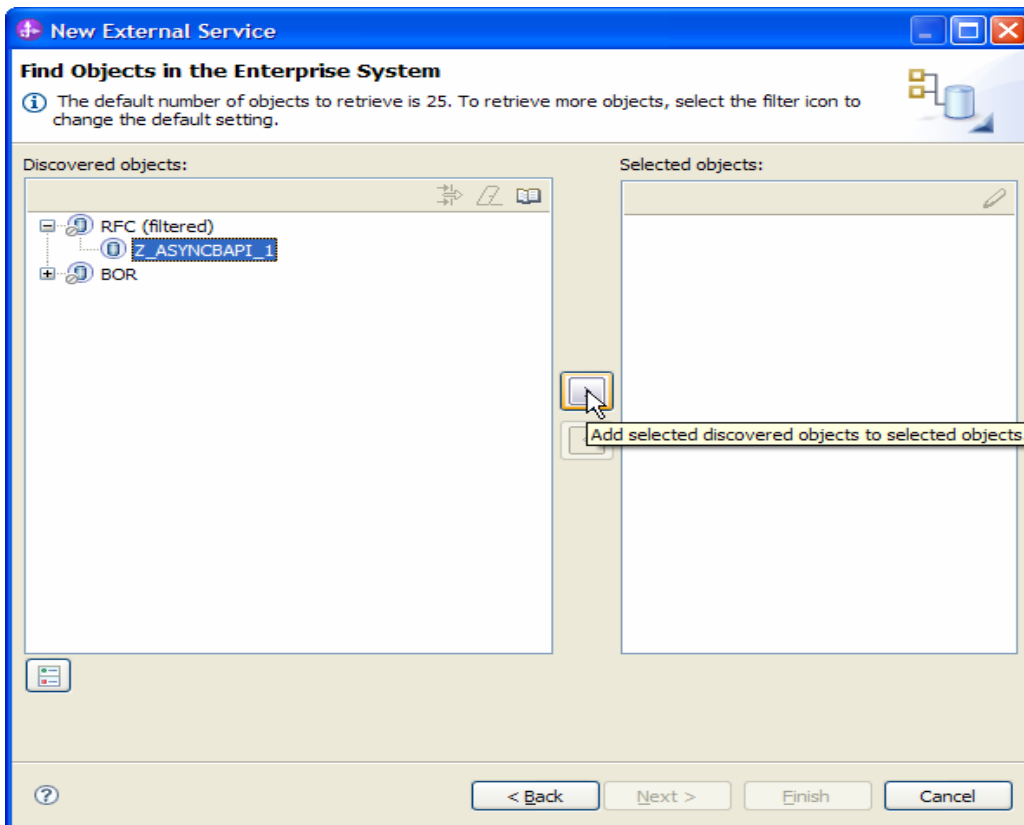 New External Service
Find Objects in the Enterprise System
The default number of objects to retrieve is 25. To retrieve more objects, select the filter icon to
change the default setting.
Discovered objects:
Selected objects:
RFC (filtered)
Z_ASYNCBAPI_1
BOR
Add selected discovered objects to selected objects
< Back
Next >
Finish
Cancel